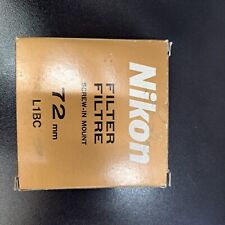 Nikon
FILTER
FILTRE
SCREW-IN MOUNT
72 mm
L1BC